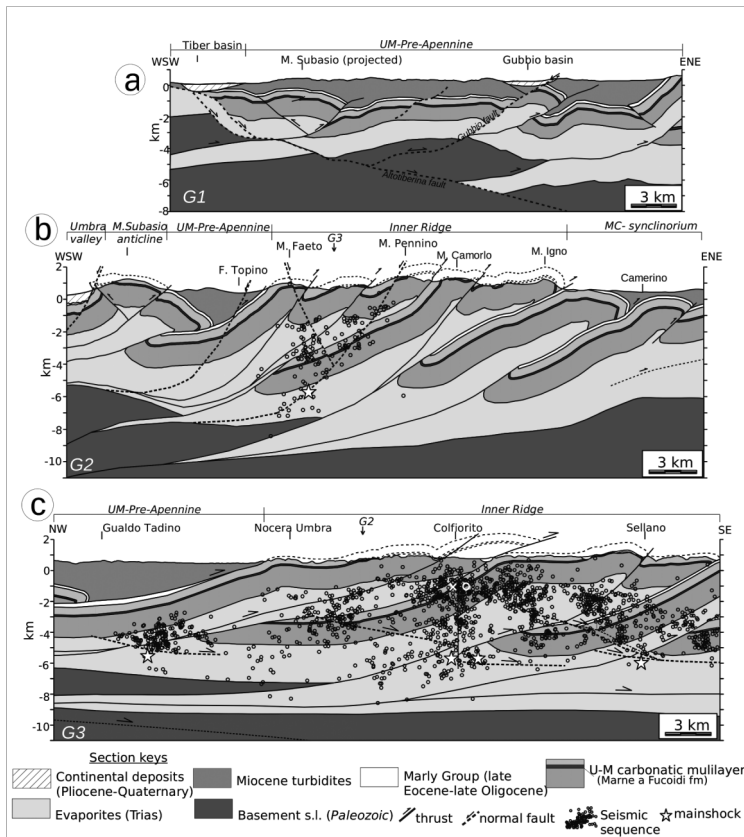 Tiber basin
UM-Pre-Apennine
WSW
M. Subasio (projected)
Gubbio basin
ENE
a
0
-2
-4
-6
-8
km
Gubbio fault
Altotiberina fault
G1
3 km
b
Umbra valley
M.Subasio anticline
UM-Pre-Apennine
Inner Ridge
MC- synclinorium
WSW
F. Topino
M. Faeto
G3
M. Pennino
M. Camorlo
M. Igno
Camerino
ENE
2
0
-2
-4
-6
-8
-10
km
G2
3 km
c
UM-Pre-Apennine
Inner Ridge
NW
Gualdo Tadino
Nocera Umbra
G2
Colfiorito
Sellano
SE
2
0
-2
-4
-6
-8
-10
km
G3
3 km
Section keys
Continental deposits
(Pliocene-Quaternary)
Miocene turbidites
Marly Group (late
Eocene-late Oligocene)
U-M carbonatic mulilayer
(Marne a Fucoidi fm)
Evaporites (Trias)
Basement s.l. (Paleozoic)
thrust
normal fault
Seismic
sequence
mainshock